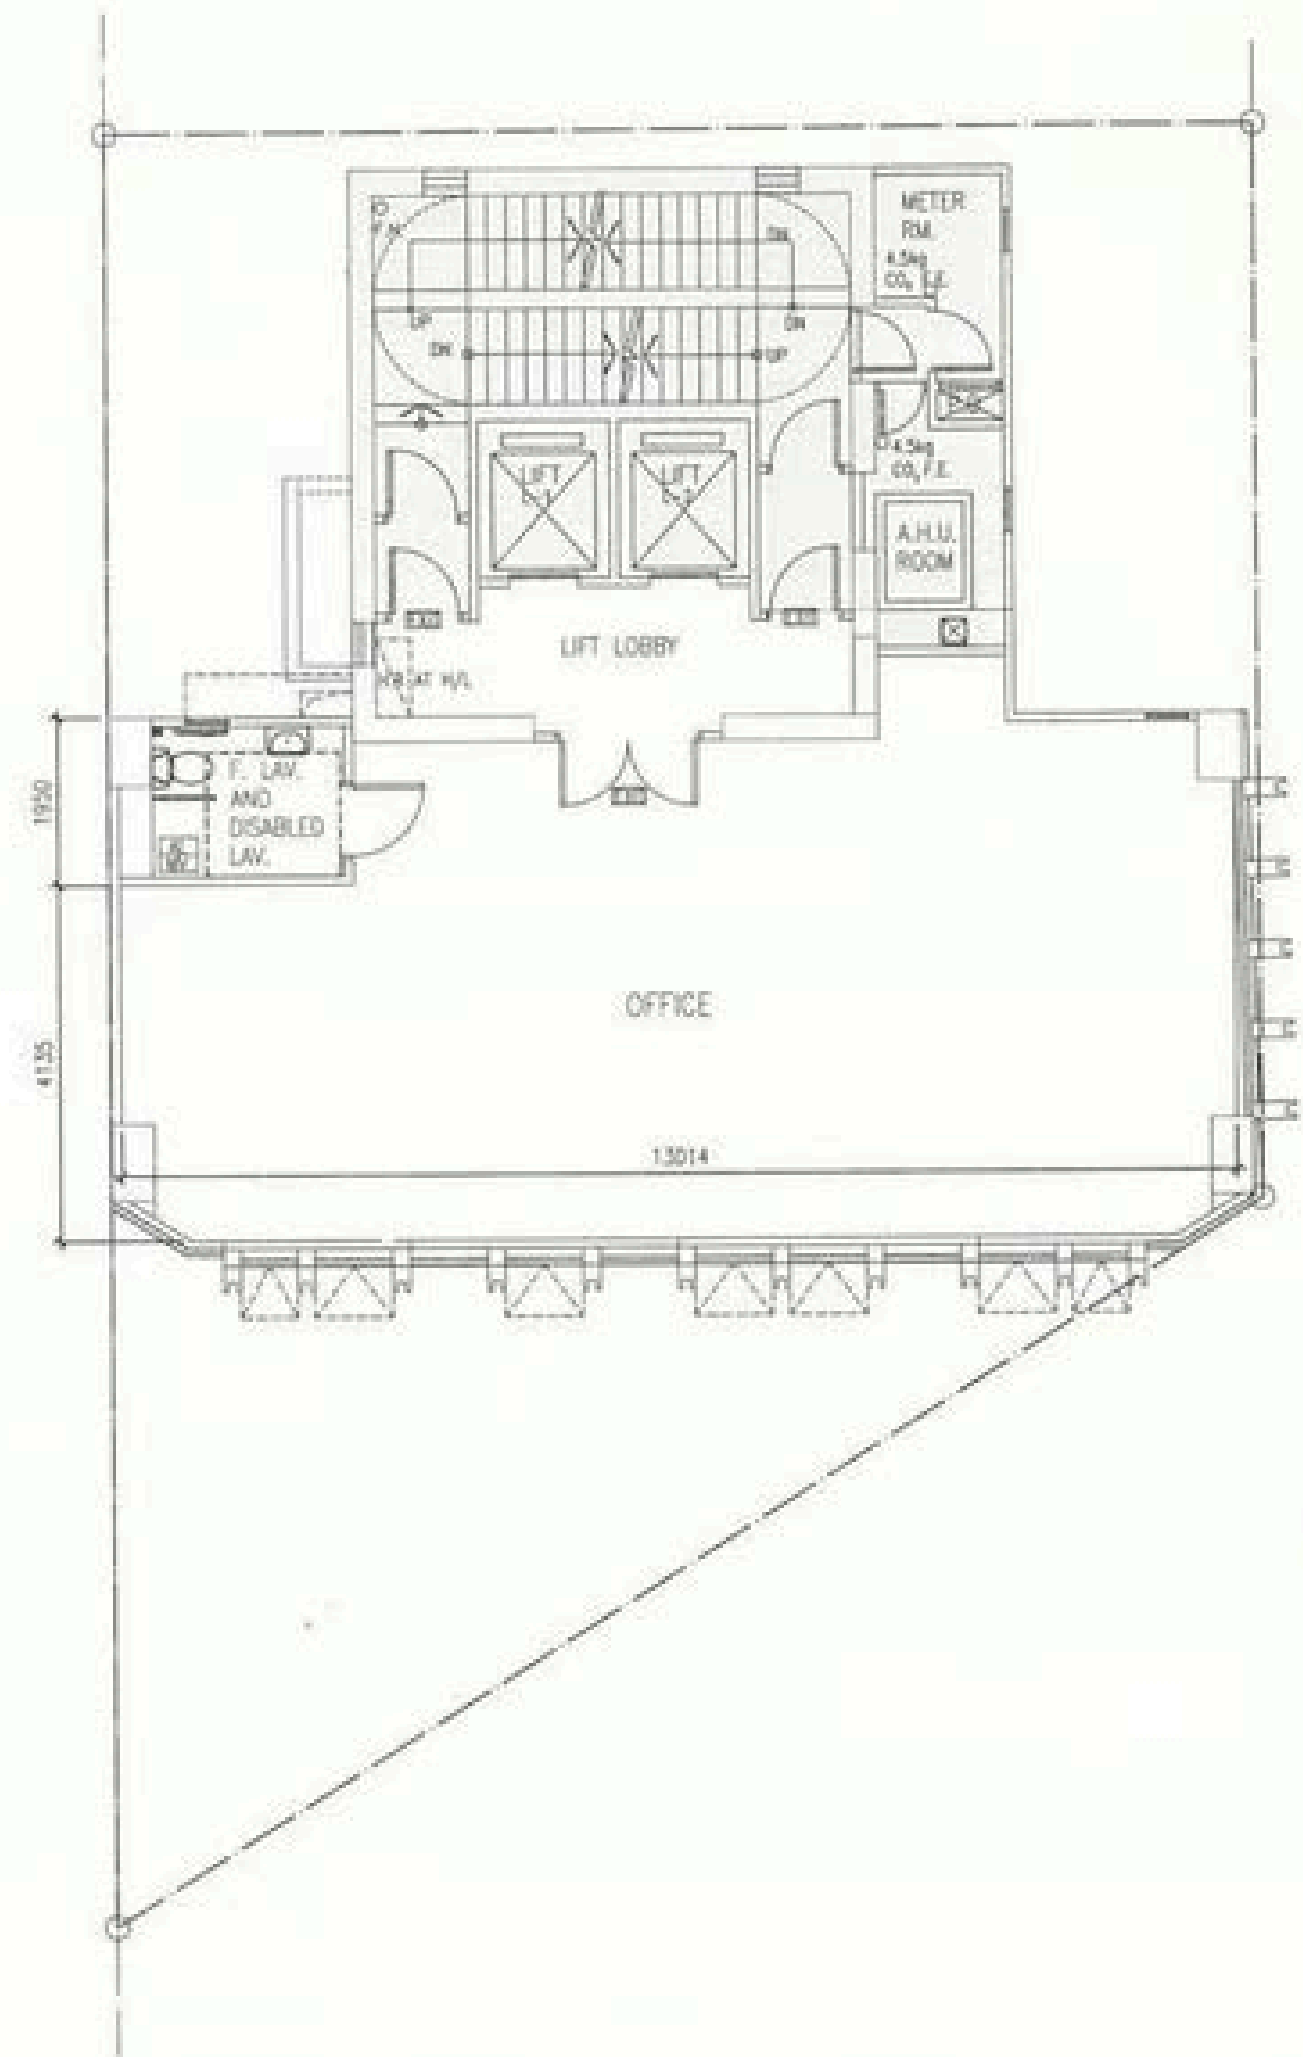 METER
RM.
4.5kg
CO₂ F.E.
DN
UP
DN
DN
UP
4.5kg
CO₂ F.E.
LIFT
LIFT
A.H.U.
ROOM
LIFT LOBBY
AT H/L
F. LAV.
AND
DISABLED
LAV.
1950
OFFICE
4135
13014